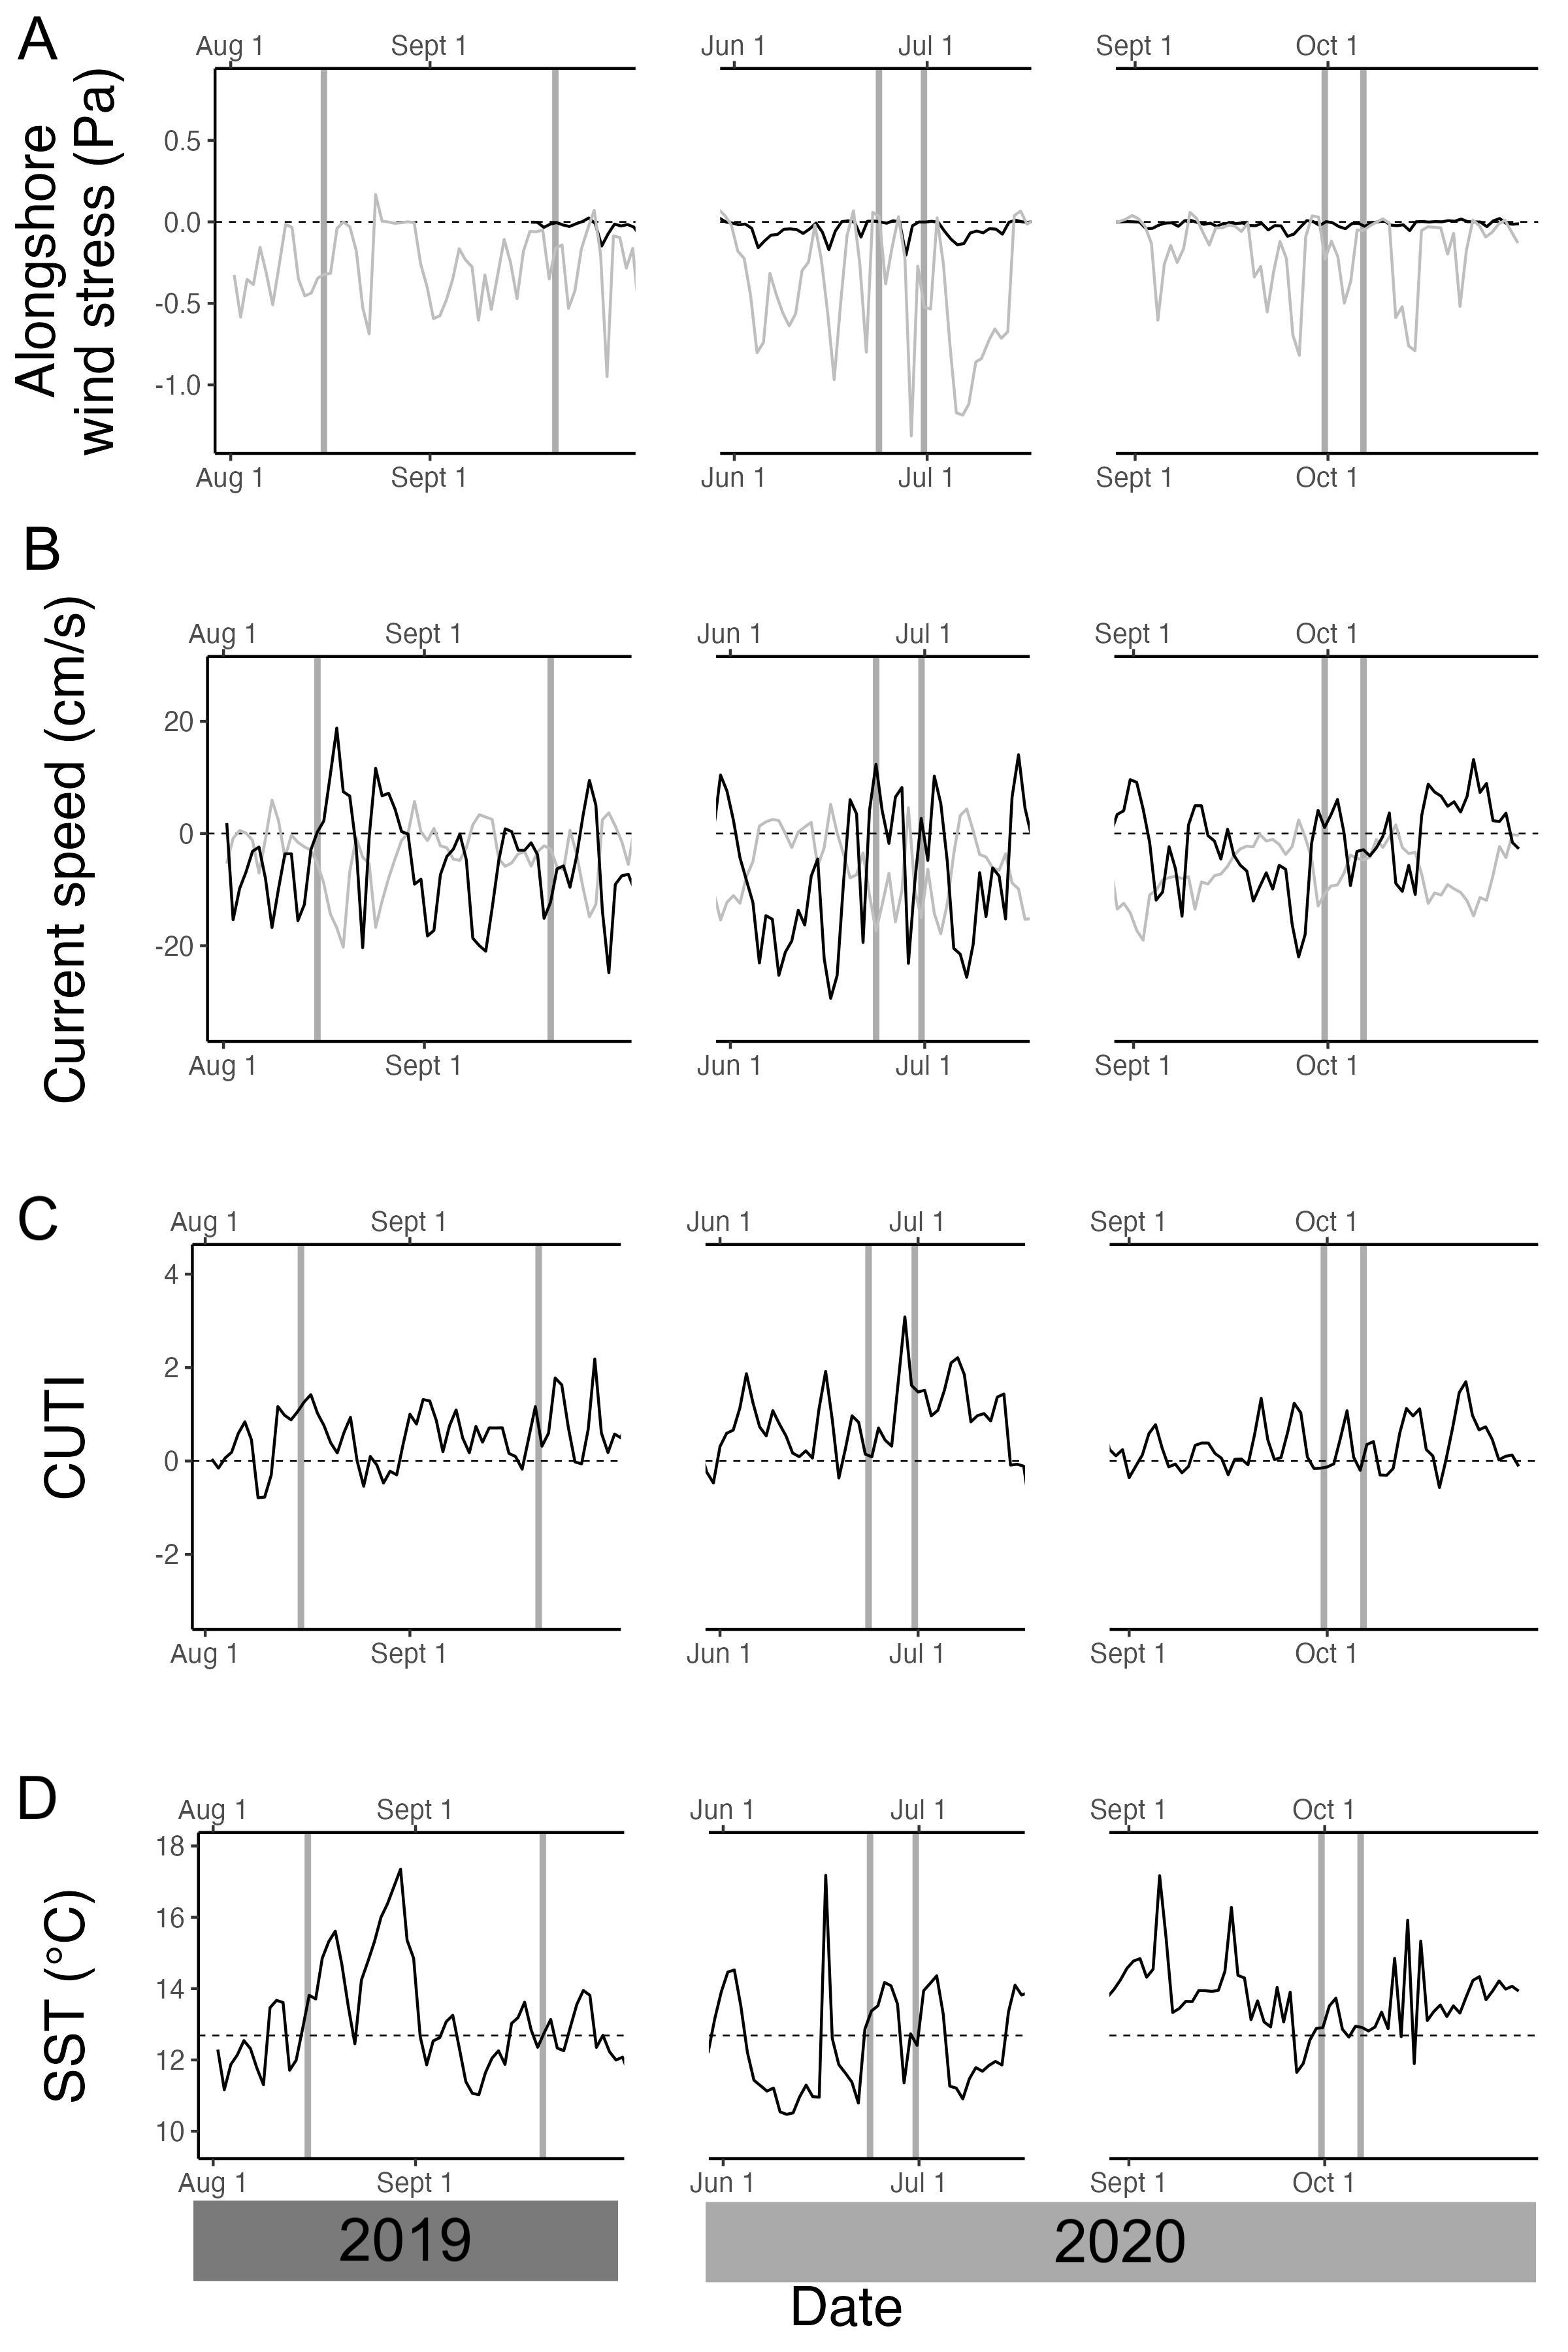 A
Aug 1 Sept 1 Jun 1 Jul 1 Sept 1 Oct 1
Alongshore
wind stress (Pa)
0.5
0.0
-0.5
-1.0
Aug 1 Sept 1 Jun 1 Jul 1 Sept 1 Oct 1
B
Aug 1 Sept 1 Jun 1 Jul 1 Sept 1 Oct 1
Current speed (cm/s)
20
0
-20
Aug 1 Sept 1 Jun 1 Jul 1 Sept 1 Oct 1
C
Aug 1 Sept 1 Jun 1 Jul 1 Sept 1 Oct 1
CUTI
4
2
0
-2
Aug 1 Sept 1 Jun 1 Jul 1 Sept 1 Oct 1
D
Aug 1 Sept 1 Jun 1 Jul 1 Sept 1 Oct 1
SST (°C)
18
16
14
12
10
Aug 1 Sept 1 Jun 1 Jul 1 Sept 1 Oct 1
2019 2020
Date